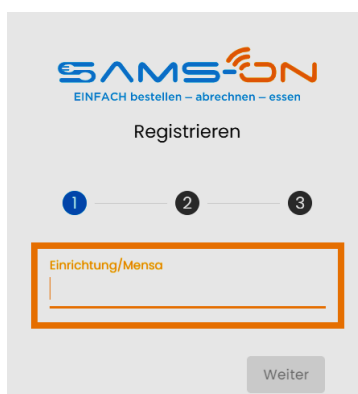 SAMS-ON
EINFACH bestellen – abrechnen – essen
Registrieren
1 2 3
Einrichtung/Mensa
Weiter